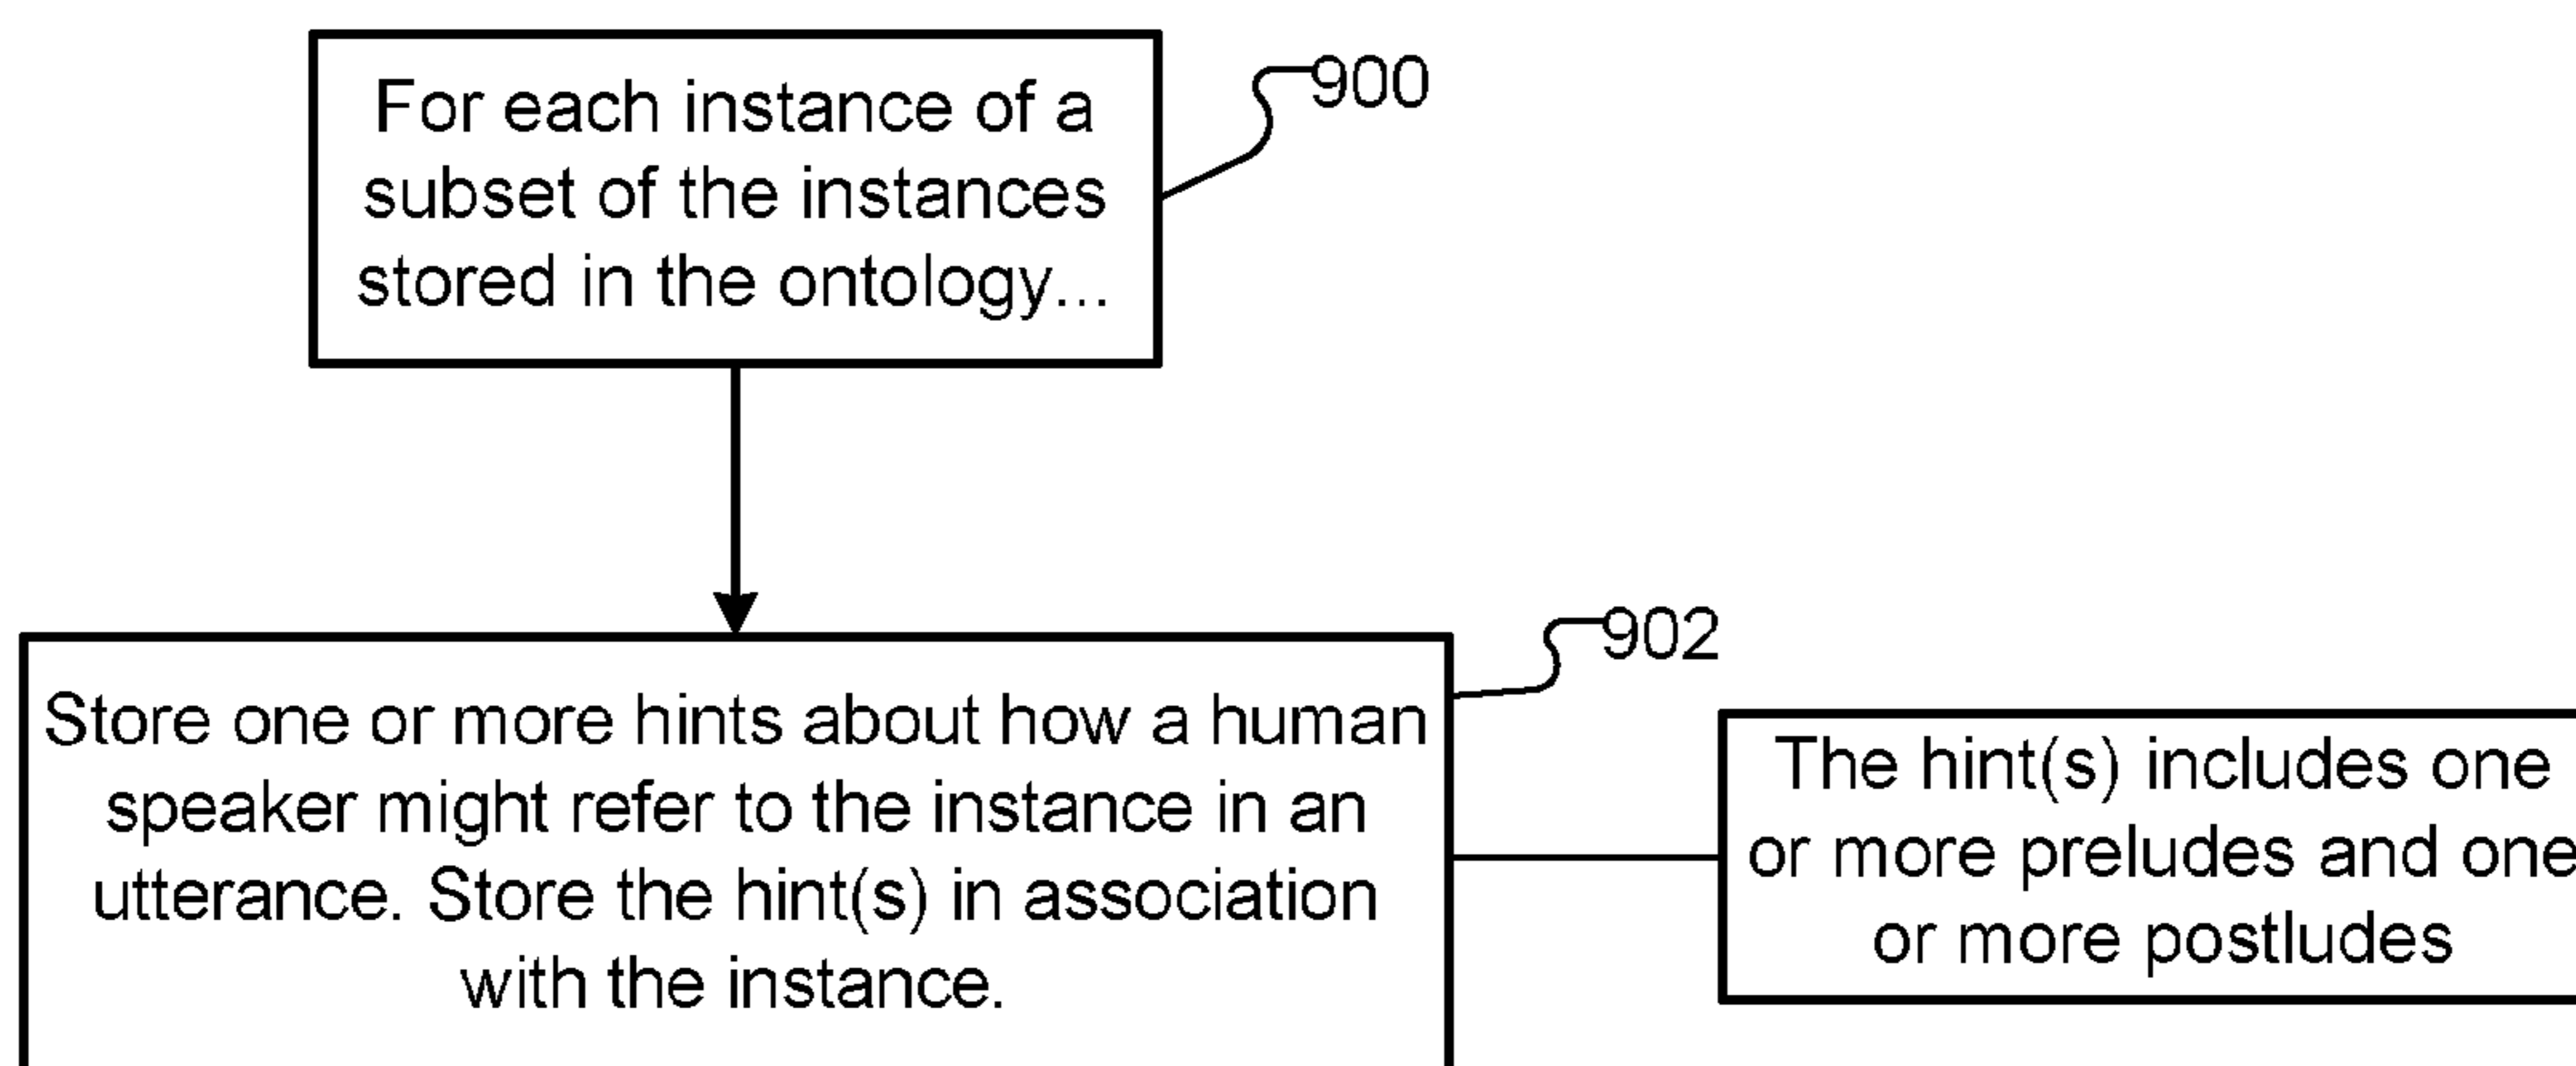 For each instance of a
subset of the instances
stored in the ontology...
900
902
Store one or more hints about how a human
speaker might refer to the instance in an
utterance. Store the hint(s) in association
with the instance.
The hint(s) includes one
or more preludes and one
or more postludes